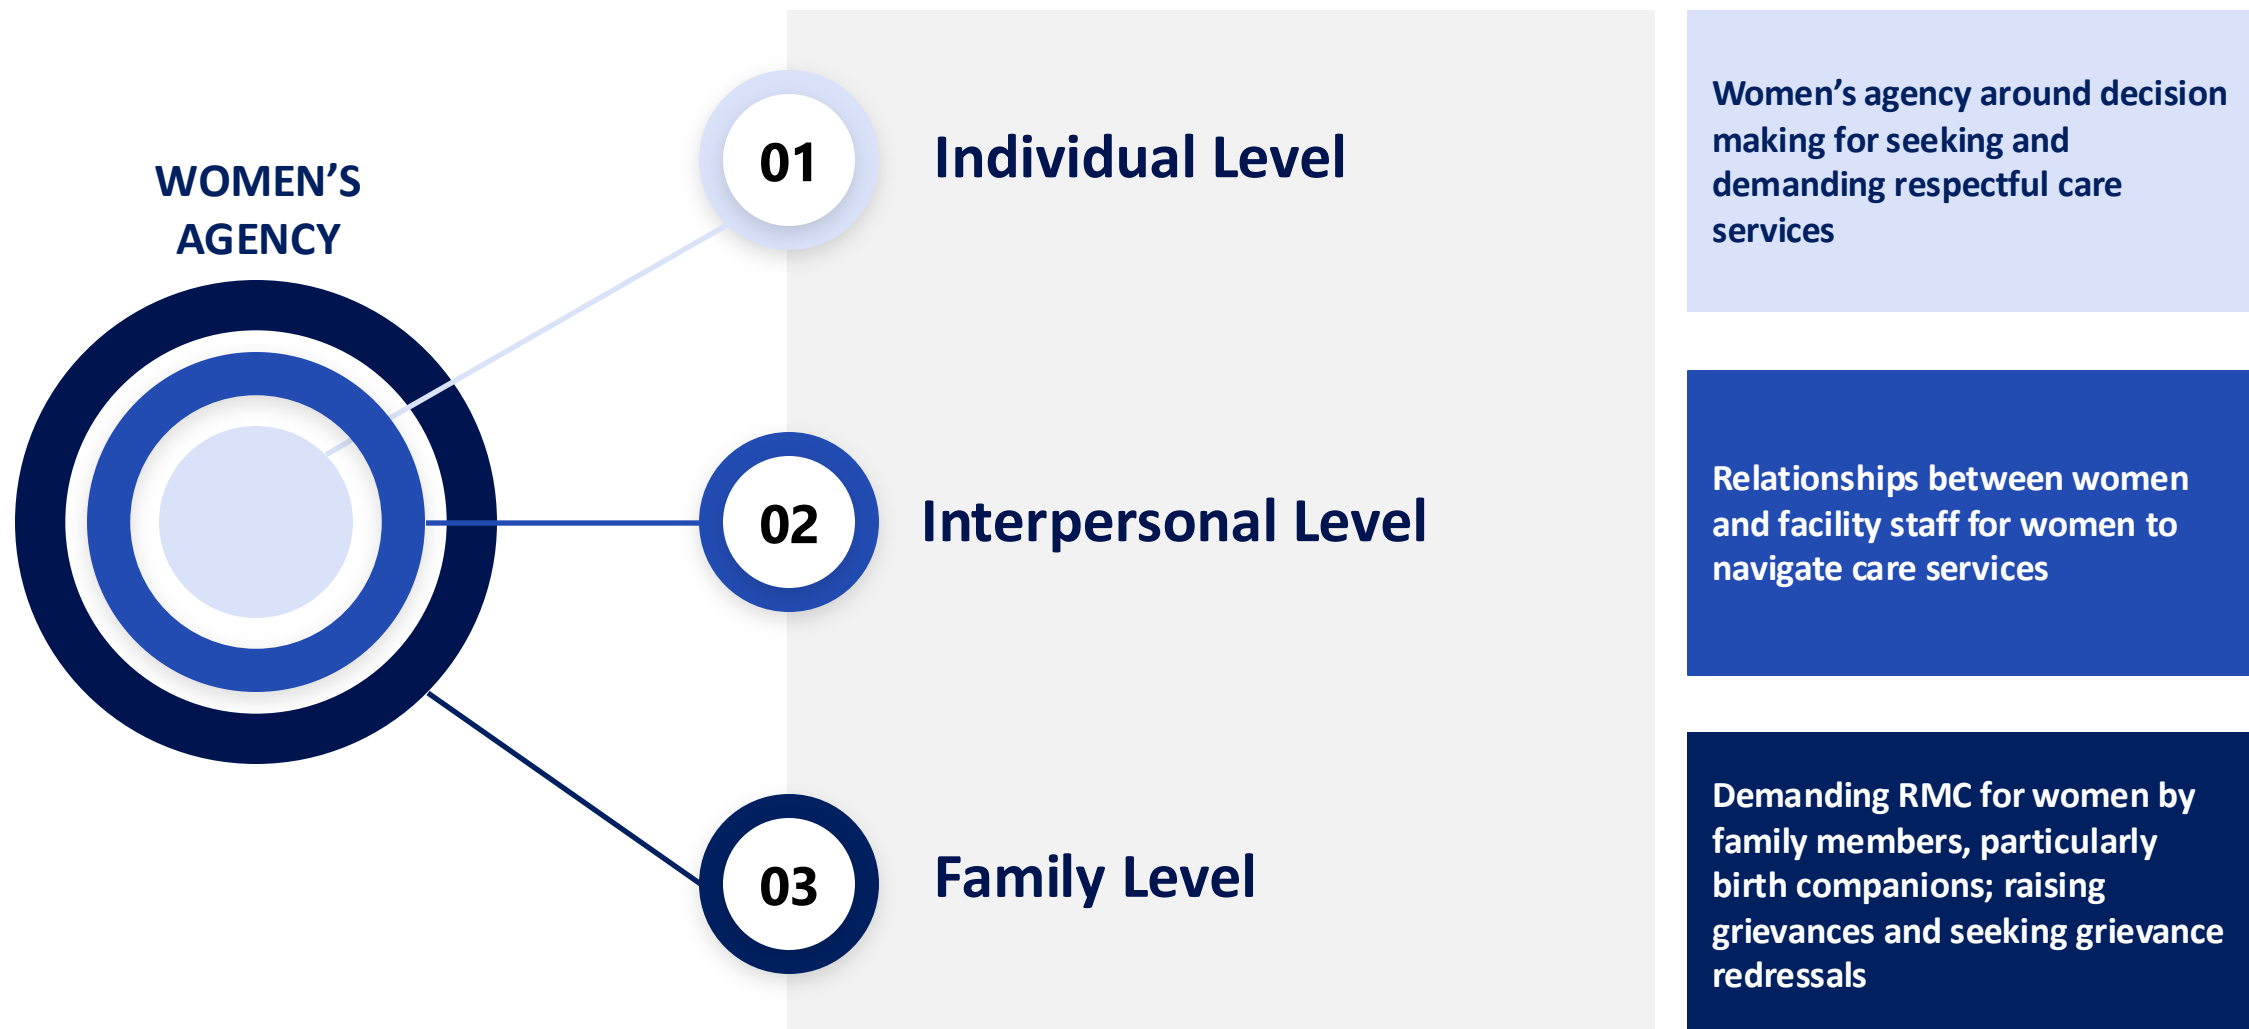 WOMEN’S
AGENCY
01
Individual Level
Women’s agency around decision
making for seeking and
demanding respectful care
services
02
Interpersonal Level
Relationships between women
and facility staff for women to
navigate care services
03
Family Level
Demanding RMC for women by
family members, particularly
birth companions; raising
grievances and seeking grievance
redressals